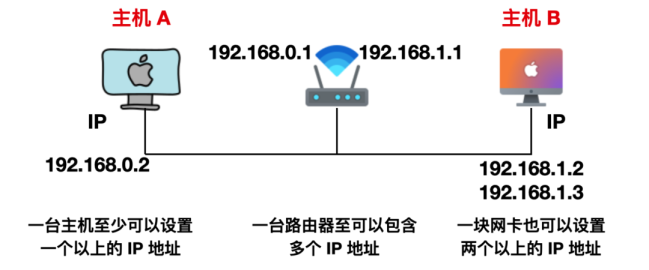 主机 A
主机 B
192.168.0.1
192.168.1.1
IP
IP
192.168.0.2
192.168.1.2
192.168.1.3
一台主机至少可以设置
一个以上的 IP 地址
一台路由器至可以包含
多个 IP 地址
一块网卡也可以设置
两个以上的 IP 地址